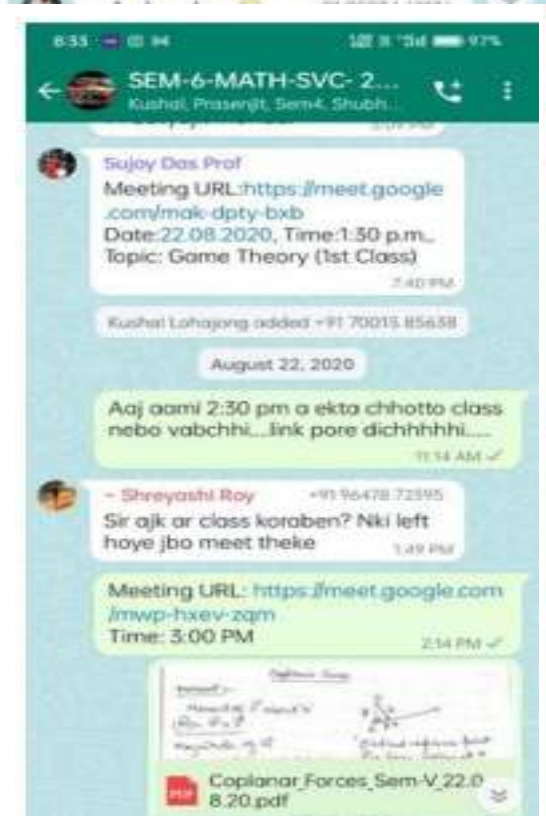 8:33
97%
SEM-6-MATH-SVC- 2...
Kushal, Prasenjit, Sem4, Shubh...
Sujoy Das Prof
Meeting URL:https://meet.google
.com/mak-dpty-bxb
Date:22.08.2020, Time:1:30 p.m.,
Topic: Game Theory (1st Class)
7:40 PM
Kushal Lohajong added +91 70015 85638
August 22, 2020
Aaj aami 2:30 pm a ekta chhotto class
nebo vabchhi....link pore dichhhhhi.....
11:14 AM
~ Shreyashi Roy +91 96478 72595
Sir ajk ar class koraben? Nki left
hoye jbo meet theke
1:49 PM
Meeting URL: https://meet.google.com
/mwp-hxev-zqm
Time: 3:00 PM
2:14 PM
PDF
Coplanar_Forces_Sem-V_22.0
8.20.pdf